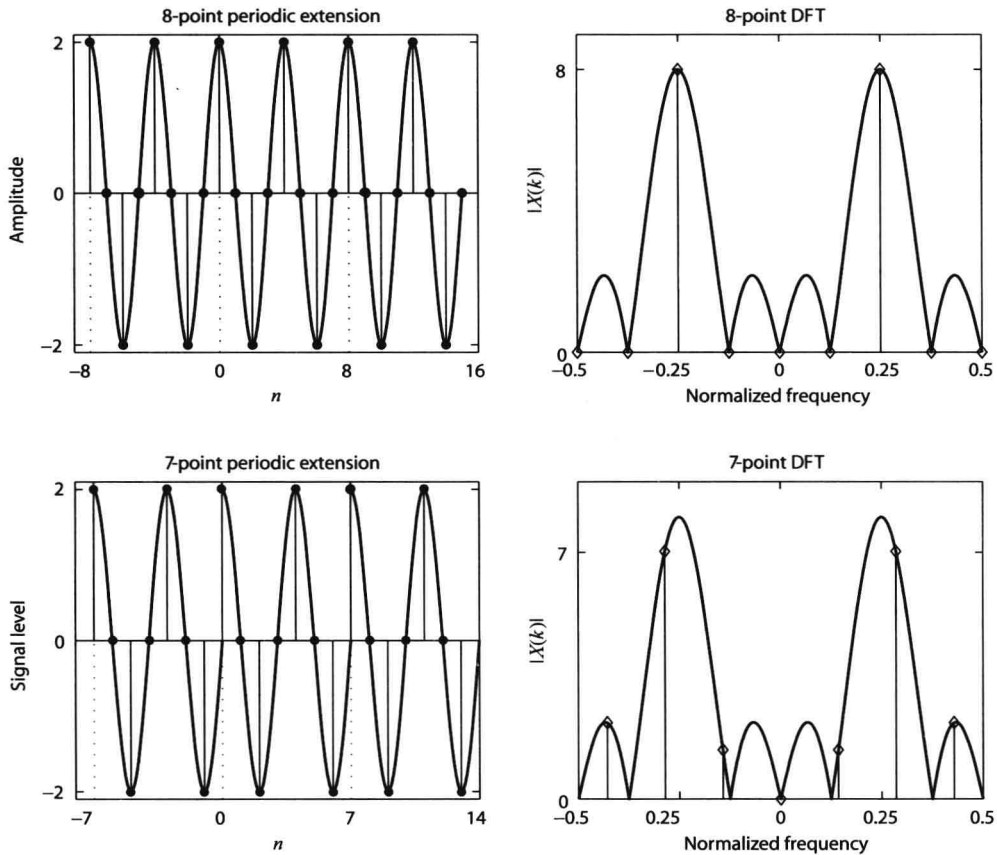 8-point periodic extension
2
0
−2
Amplitude
−8
0
8
16
n
8-point DFT
8
0
|X(k)|
−0.5
−0.25
0
0.25
0.5
Normalized frequency
7-point periodic extension
2
0
−2
Signal level
−7
0
7
14
n
7-point DFT
7
0
|X(k)|
−0.5
0.25
0
0.25
0.5
Normalized frequency